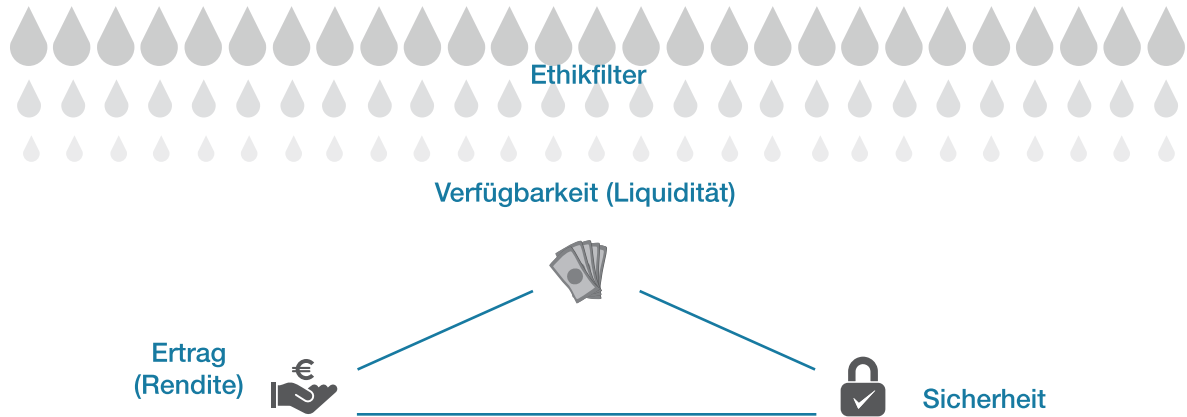 Ethikfilter
Verfügbarkeit (Liquidität)
Ertrag
(Rendite)
€
Sicherheit